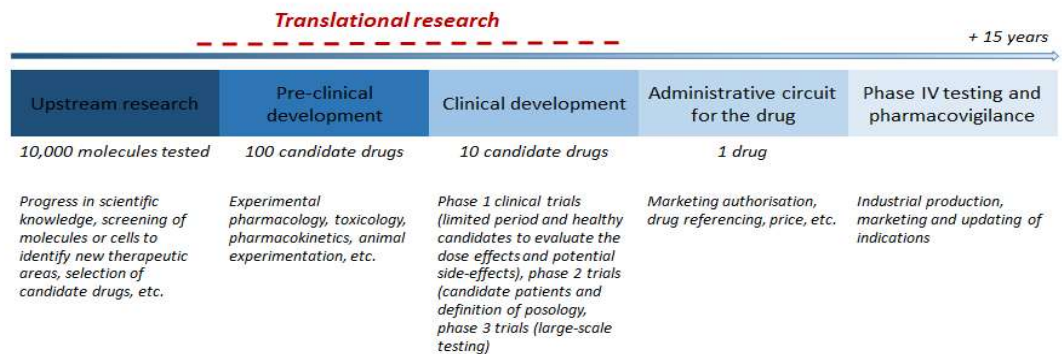 Translational research
+ 15 years
Upstream research
Pre-clinical
development
Clinical development
Administrative circuit
for the drug
Phase IV testing and
pharmacovigilance
10,000 molecules tested
100 candidate drugs
10 candidate drugs
1 drug
Progress in scientific
knowledge, screening of
molecules or cells to
identify new therapeutic
areas, selection of
candidate drugs, etc.
Experimental
pharmacology, toxicology,
pharmacokinetics, animal
experimentation, etc.
Phase 1 clinical trials
(limited period and healthy
candidates to evaluate the
dose effects and potential
side-effects), phase 2 trials
(candidate patients and
definition of posology,
phase 3 trials (large-scale
testing)
Marketing authorisation,
drug referencing, price, etc.
Industrial production,
marketing and updating of
indications